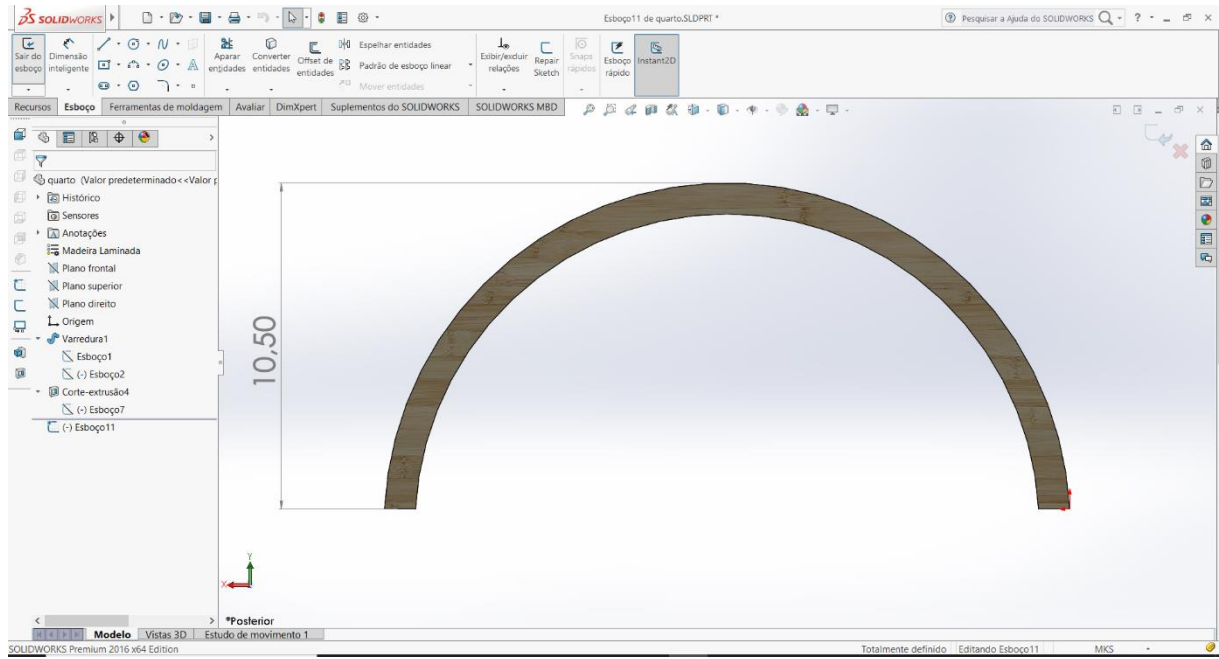 SOLIDWORKS
Esboço11 de quarto.SLDPRT *
Pesquisar a Ajuda do SOLIDWORKS
Sair do esboço
Dimensão inteligente
Aparar entidades
Converter entidades
Offset de entidades
Espelhar entidades
Padrão de esboço linear
Mover entidades
Exibir/excluir relações
Repair Sketch
Snaps rápidos
Esboço rápido
Instant2D
Recursos
Esboço
Ferramentas de moldagem
Avaliar
DimXpert
Suplementos do SOLIDWORKS
SOLIDWORKS MBD
quarto (Valor predeterminado<<Valor p
Histórico
Sensores
Anotações
Madeira Laminada
Plano frontal
Plano superior
Plano direito
Origem
Varredura1
Esboço1
(-) Esboço2
Corte-extrusão4
(-) Esboço7
(-) Esboço11
10,50
Y
X
*Posterior
Modelo
Vistas 3D
Estudo de movimento 1
SOLIDWORKS Premium 2016 x64 Edition
Totalmente definido
Editando Esboço11
MKS